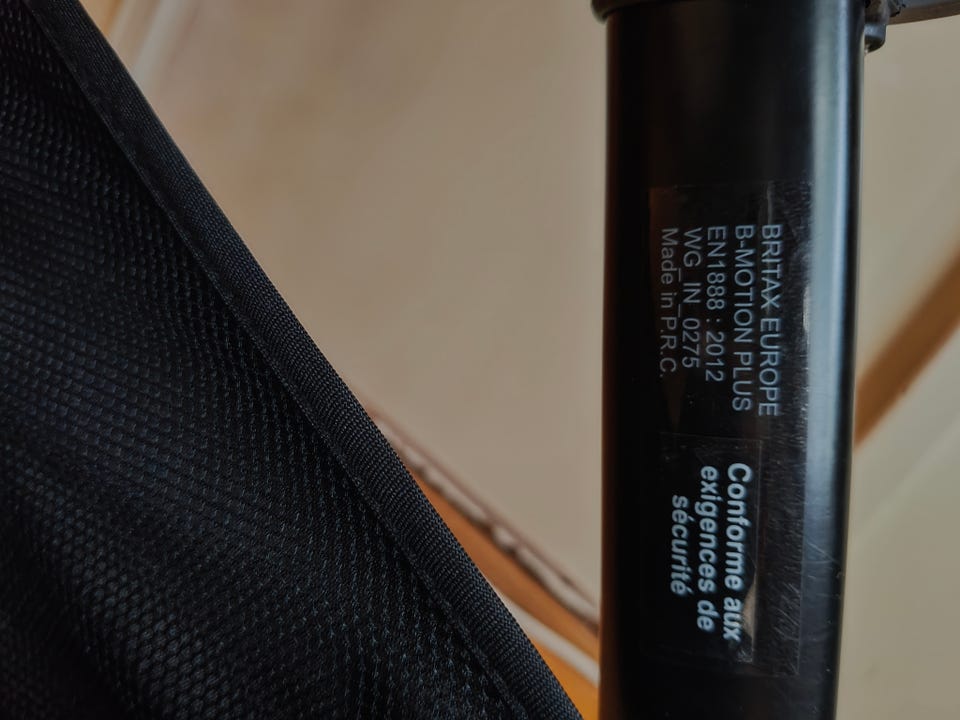 BRITAX EUROPE
B-MOTION PLUS
EN1888 : 2012
WG_IN_0275
Made in P.R.C.
Conforme aux
exigences de
sécurité